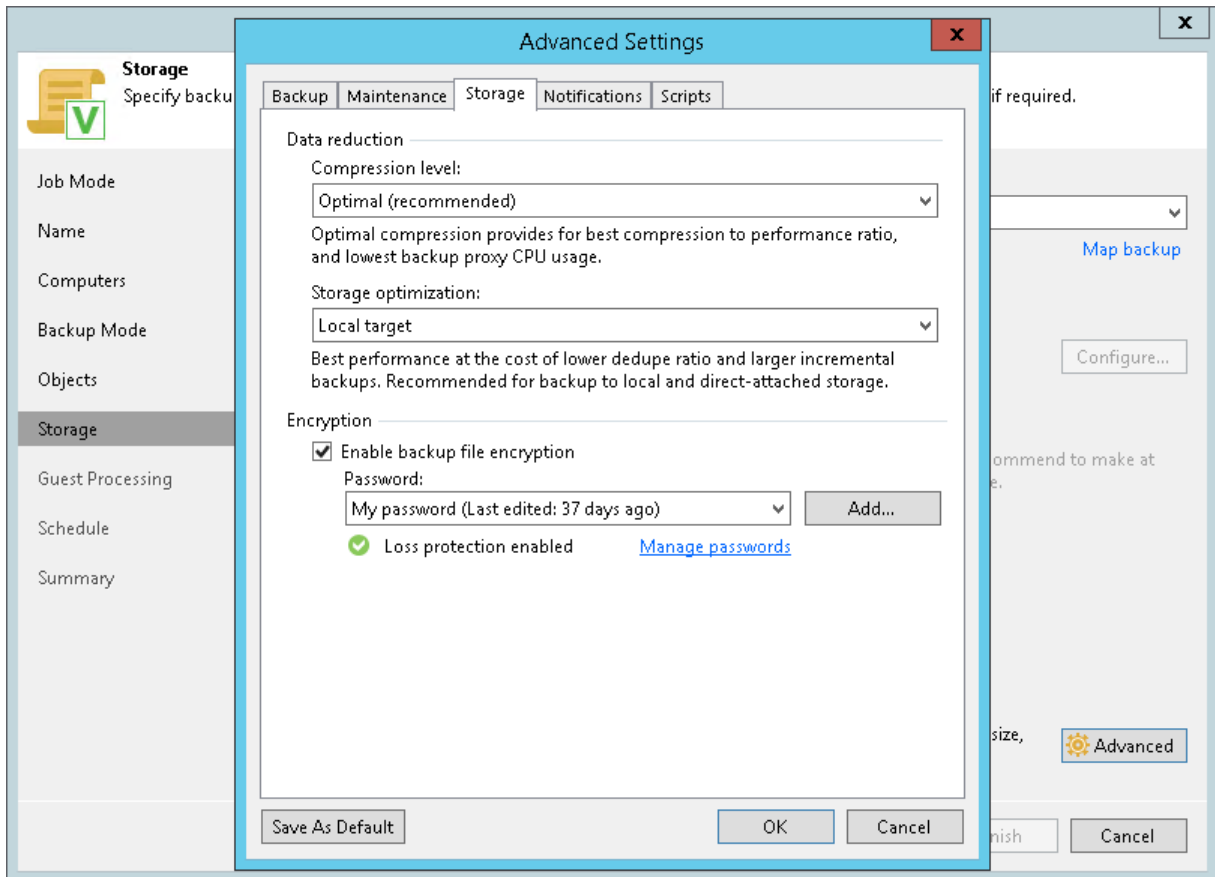 x
Advanced Settings
x
Storage
Specify backu
if required.
Backup
Maintenance
Storage
Notifications
Scripts
Job Mode
Name
Computers
Backup Mode
Objects
Storage
Guest Processing
Schedule
Summary
Data reduction
Compression level:
Optimal (recommended)
Optimal compression provides for best compression to performance ratio,
and lowest backup proxy CPU usage.
Storage optimization:
Local target
Best performance at the cost of lower dedupe ratio and larger incremental
backups. Recommended for backup to local and direct-attached storage.
Encryption
Enable backup file encryption
Password:
My password (Last edited: 37 days ago)
Add...
Loss protection enabled
Manage passwords
Save As Default
OK
Cancel
Map backup
Configure...
ommend to make at
e.
size,
Advanced
nish
Cancel
V